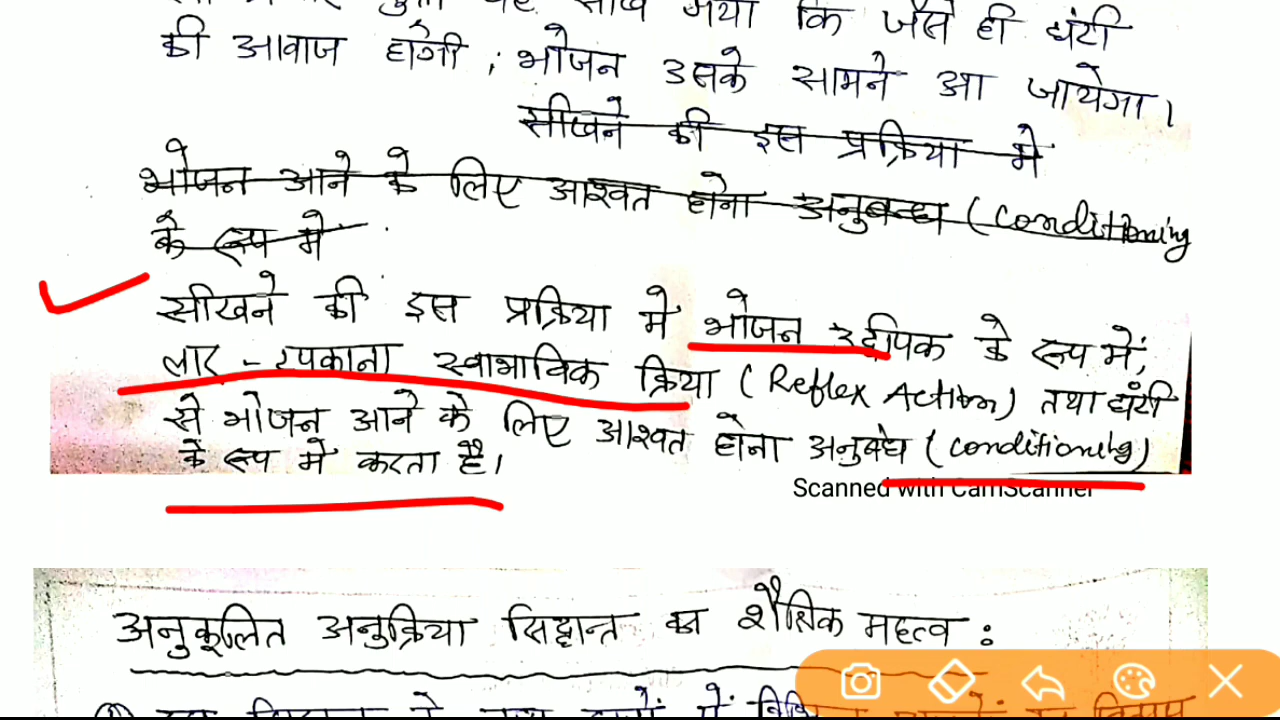 गया कि जैसे ही घंटी
की आवाज होगी, भोजन उसके सामने आ जायेगा।
सीखने की इस प्रक्रिया में
भोजन आने के लिए आश्वत होना अनुबन्ध (conditioning
के रूप में
सीखने की इस प्रक्रिया में भोजन उद्दीपक के रूप में,
लार - टपकाना स्वाभाविक क्रिया (Reflex Action) तथा घंटी
से भोजन आने के लिए आश्वत होना अनुबंध (conditioning)
के रूप में करता है।
Scanned with CamScanner
अनुकूलित अनुक्रिया सिद्धान्त का शैक्षिक महत्व :